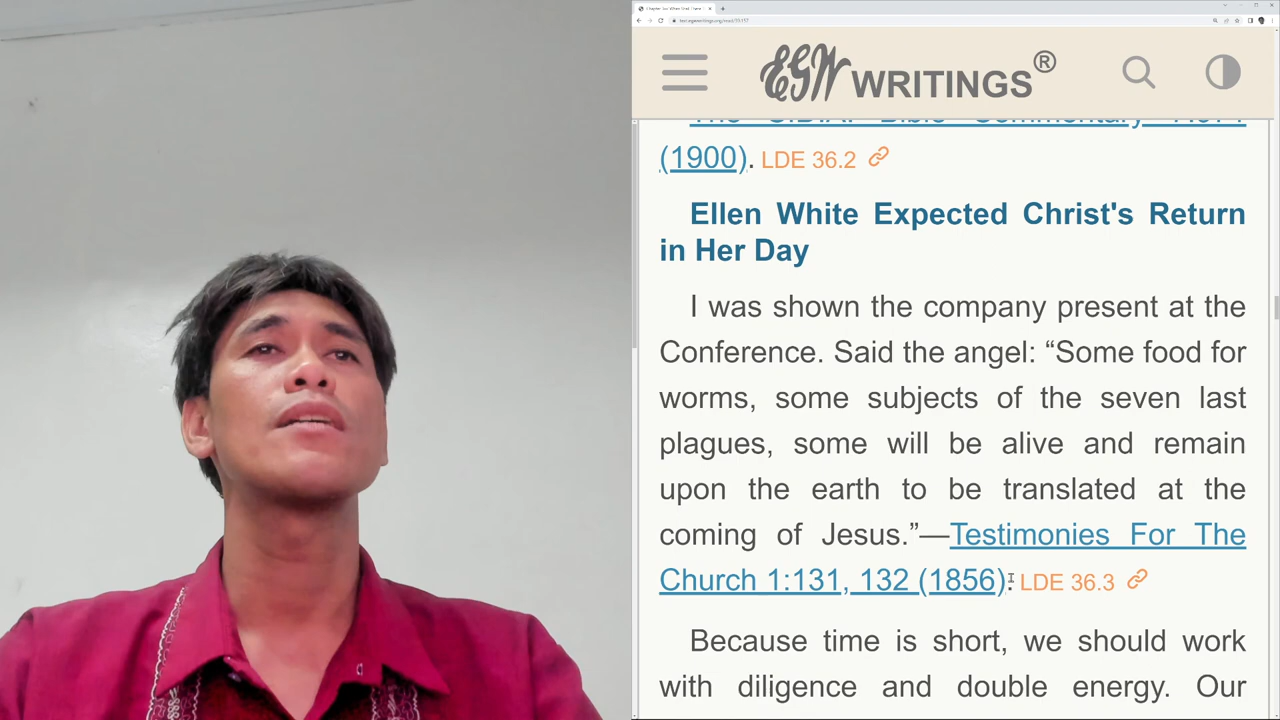 EGW WRITINGS®
The S.D.A. Bible Commentary
(1900). LDE 36.2
Ellen White Expected Christ's Return
in Her Day
I was shown the company present at the
Conference. Said the angel: “Some food for
worms, some subjects of the seven last
plagues, some will be alive and remain
upon the earth to be translated at the
coming of Jesus.”—Testimonies For The
Church 1:131, 132 (1856). LDE 36.3
Because time is short, we should work
with diligence and double energy. Our